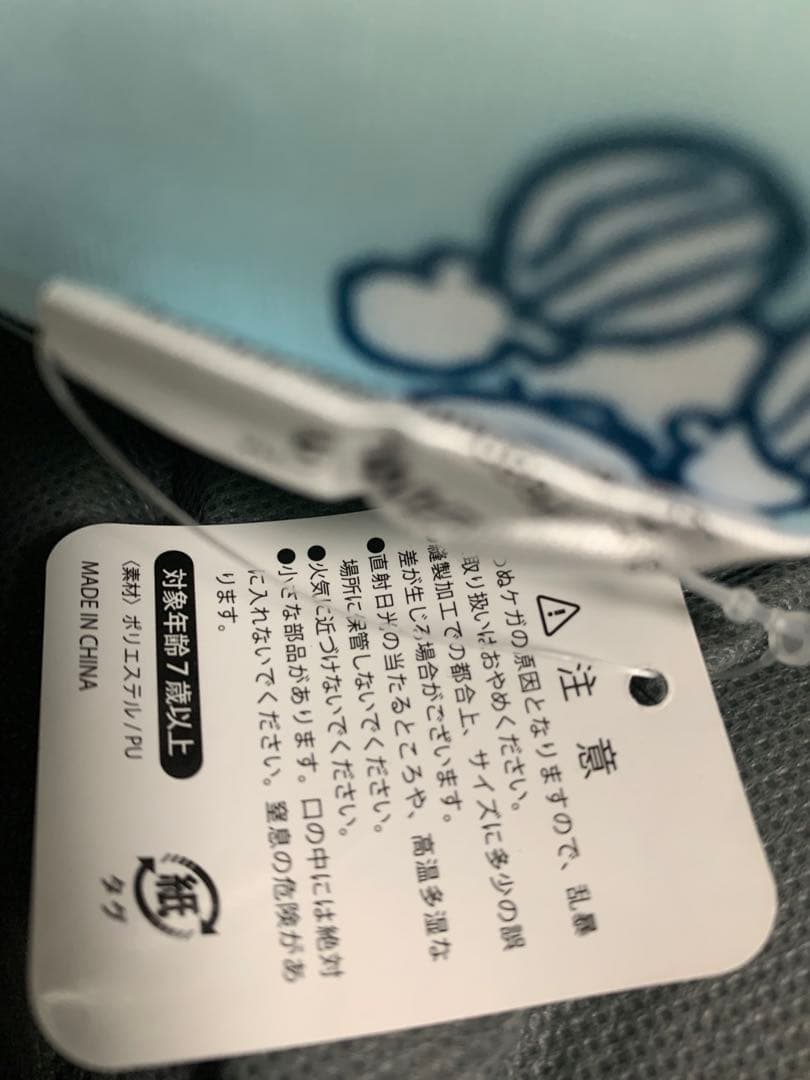 注意
ぬケガの原因となりますので、乱暴
取り扱いはおやめください。
縫製加工での都合上、サイズに多少の誤
差が生じる場合がございます。
●直射日光の当たるところや、高温多湿な
場所に保管しないでください。
●火気に近づけないでください。
●小さな部品があります。口の中には絶対
に入れないでください。窒息の危険があ
ります。
対象年齢7歳以上
〈素材〉ポリエステル/PU
MADE IN CHINA
紙
タグ